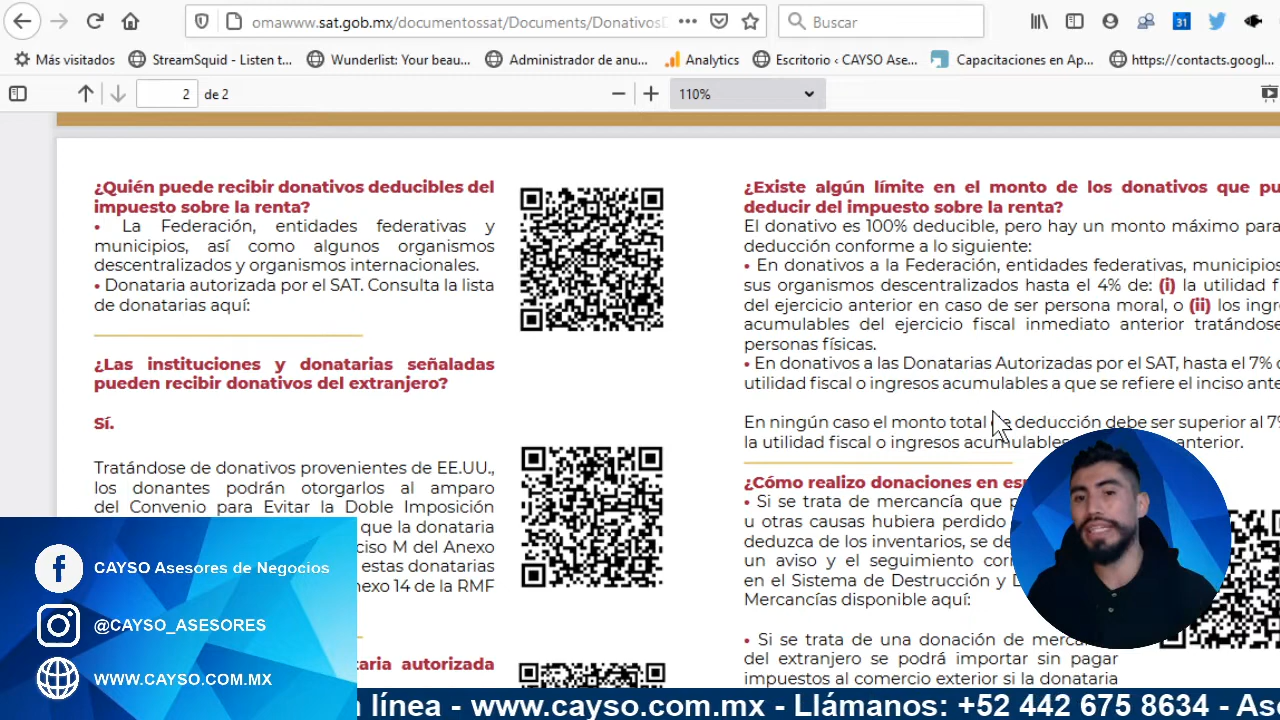 omawww.sat.gob.mx/documentossat/Documents/Donativos
Buscar
31
Más visitados
StreamSquid - Listen t...
Wunderlist: Your beau...
Administrador de anu...
Analytics
Escritorio ‹ CAYSO Ase...
Capacitaciones en Ap...
https://contacts.googl...
2 de 2
110%
¿Quién puede recibir donativos deducibles del
impuesto sobre la renta?
• La Federación, entidades federativas y
municipios, así como algunos organismos
descentralizados y organismos internacionales.
• Donataria autorizada por el SAT. Consulta la lista
de donatarias aquí:
¿Las instituciones y donatarias señaladas
pueden recibir donativos del extranjero?
Sí.
Tratándose de donativos provenientes de EE.UU.,
los donantes podrán otorgarlos al amparo
del Convenio para Evitar la Doble Imposición
que la donataria
ciso M del Anexo
estas donatarias
nexo 14 de la RMF
taria autorizada
¿Existe algún límite en el monto de los donativos que pu
deducir del impuesto sobre la renta?
El donativo es 100% deducible, pero hay un monto máximo para
deducción conforme a lo siguiente:
• En donativos a la Federación, entidades federativas, municipios
sus organismos descentralizados hasta el 4% de: (i) la utilidad f
del ejercicio anterior en caso de ser persona moral, o (ii) los ingr
acumulables del ejercicio fiscal inmediato anterior tratándose
personas físicas.
• En donativos a las Donatarias Autorizadas por el SAT, hasta el 7%
utilidad fiscal o ingresos acumulables a que se refiere el inciso ante
En ningún caso el monto total de deducción debe ser superior al 7%
la utilidad fiscal o ingresos acumulables anterior.
¿Cómo realizo donaciones en es
• Si se trata de mercancía que p
u otras causas hubiera perdido
deduzca de los inventarios, se de
un aviso y el seguimiento cor
en el Sistema de Destrucción y D
Mercancías disponible aquí:
• Si se trata de una donación de merca
del extranjero se podrá importar sin pagar
impuestos al comercio exterior si la donataria
CAYSO Asesores de Negocios
@CAYSO_ASESORES
WWW.CAYSO.COM.MX
línea - www.cayso.com.mx - Llámanos: +52 442 675 8634 - Ase